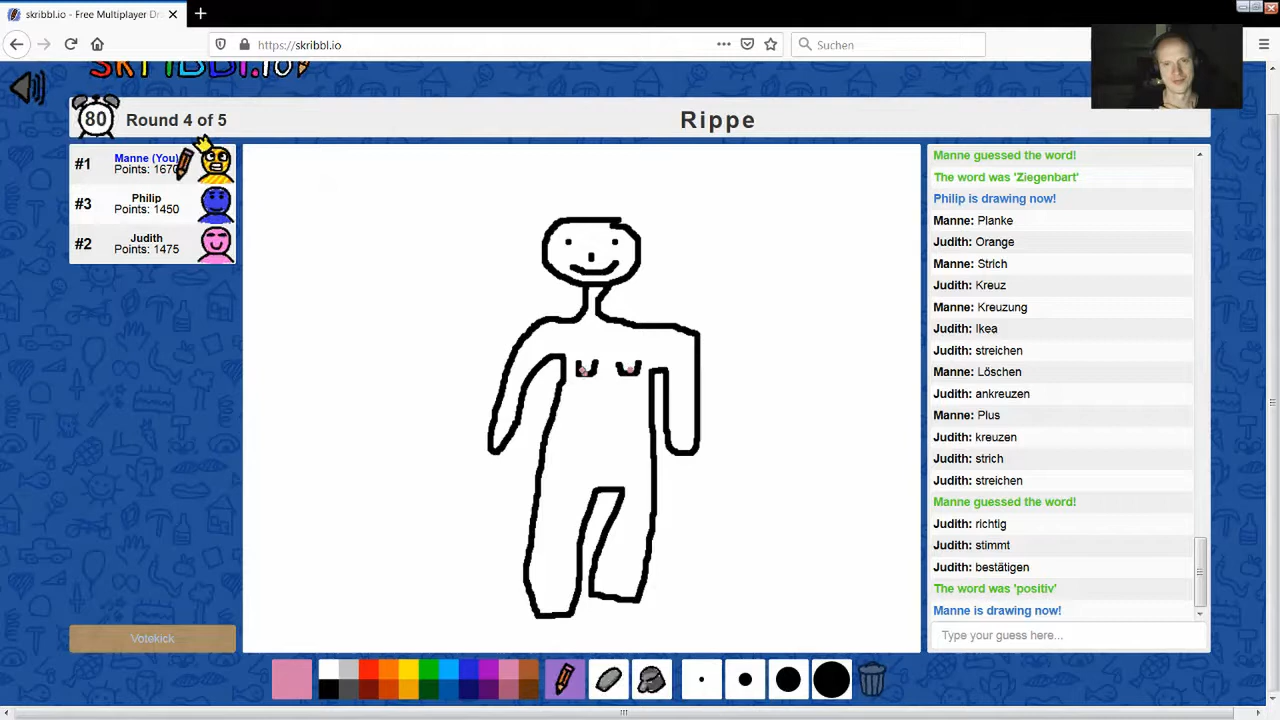 skribbl.io - Free Multiplayer Dr
https://skribbl.io
Suchen
SKRIBBL.IO
80
Round 4 of 5
Rippe
#1
Manne (You)
Points: 1670
#3
Philip
Points: 1450
#2
Judith
Points: 1475
Votekick
Manne guessed the word!
The word was 'Ziegenbart'
Philip is drawing now!
Manne: Planke
Judith: Orange
Manne: Strich
Judith: Kreuz
Manne: Kreuzung
Judith: Ikea
Judith: streichen
Manne: Löschen
Judith: ankreuzen
Manne: Plus
Judith: kreuzen
Judith: strich
Judith: streichen
Manne guessed the word!
Judith: richtig
Judith: stimmt
Judith: bestätigen
The word was 'positiv'
Manne is drawing now!
Type your guess here...